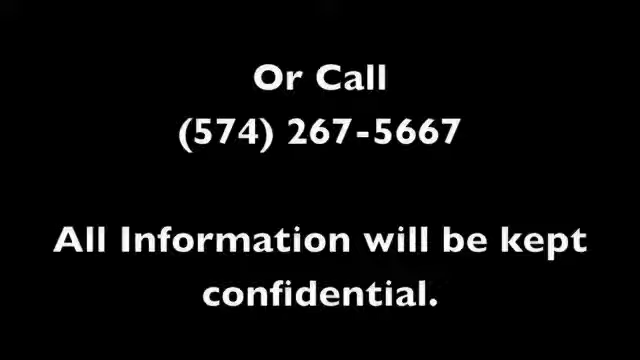 Or Call
(574) 267-5667
All Information will be kept
confidential.